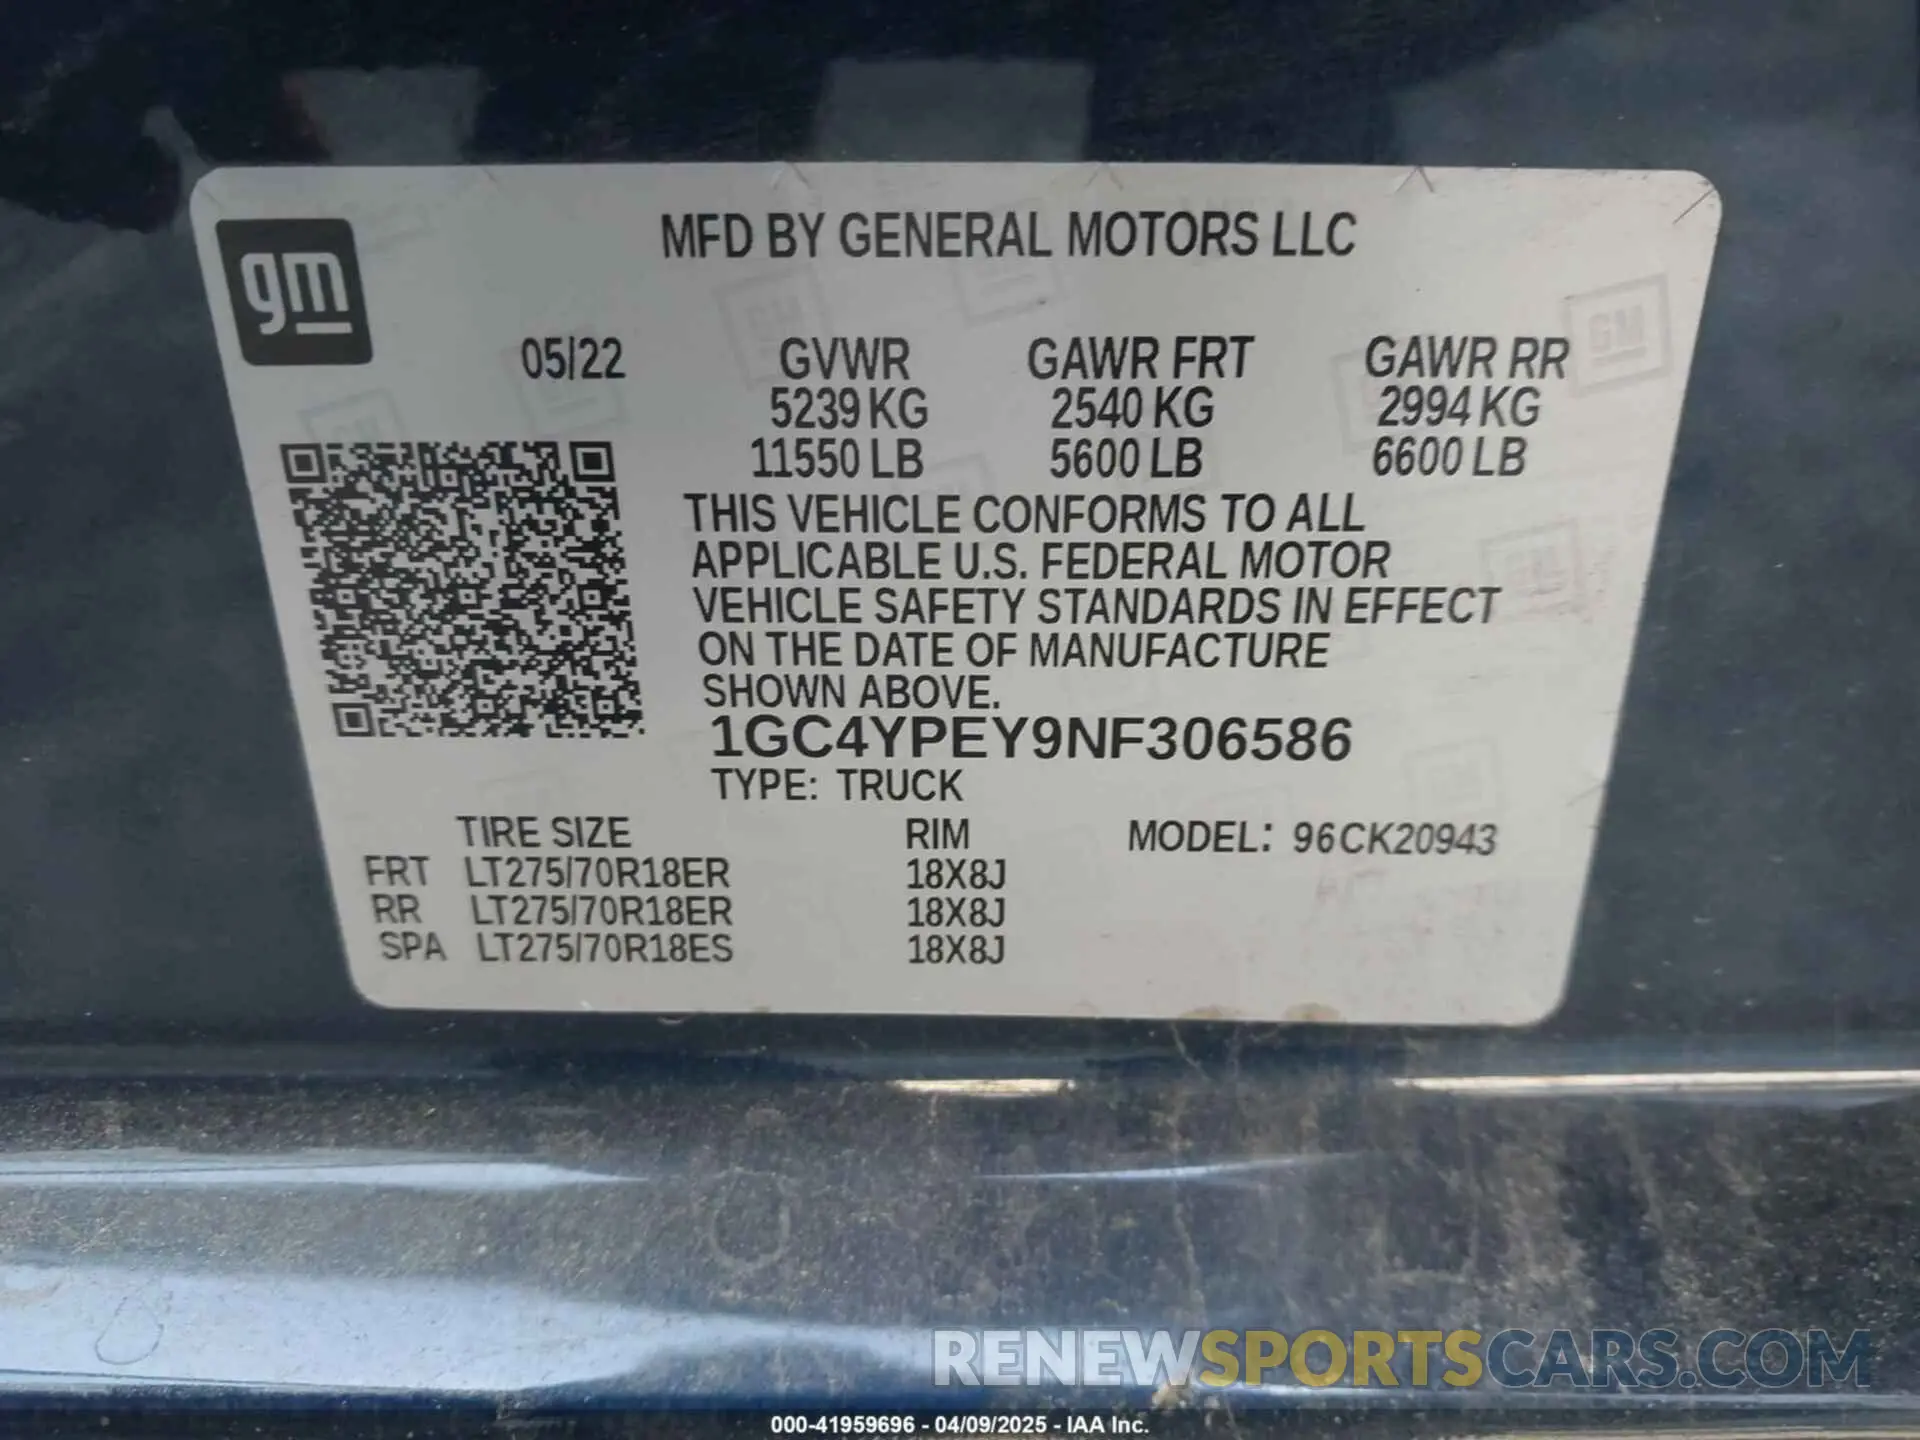 gm
MFD BY GENERAL MOTORS LLC
05/22 GVWR GAWR FRT GAWR RR
5239 KG 2540 KG 2994 KG
11550 LB 5600 LB 6600 LB
THIS VEHICLE CONFORMS TO ALL
APPLICABLE U.S. FEDERAL MOTOR
VEHICLE SAFETY STANDARDS IN EFFECT
ON THE DATE OF MANUFACTURE
SHOWN ABOVE.
1GC4YPEY9NF306586
TYPE: TRUCK
TIRE SIZE RIM MODEL: 96CK20943
FRT LT275/70R18ER 18X8J
RR LT275/70R18ER 18X8J
SPA LT275/70R18ES 18X8J
RENEWSPORTSCARS.COM
000-41959696 - 04/09/2025 - IAA Inc.